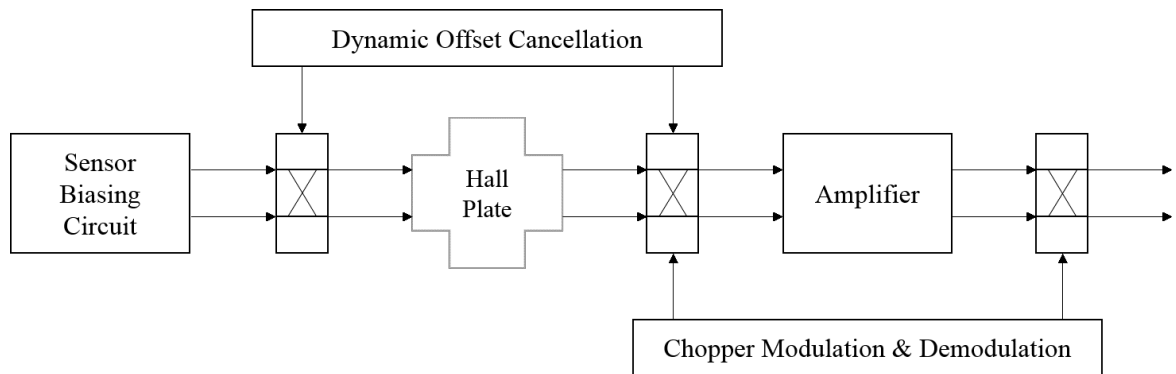 Dynamic Offset Cancellation
Sensor
Biasing
Circuit
Hall
Plate
Amplifier
Chopper Modulation & Demodulation